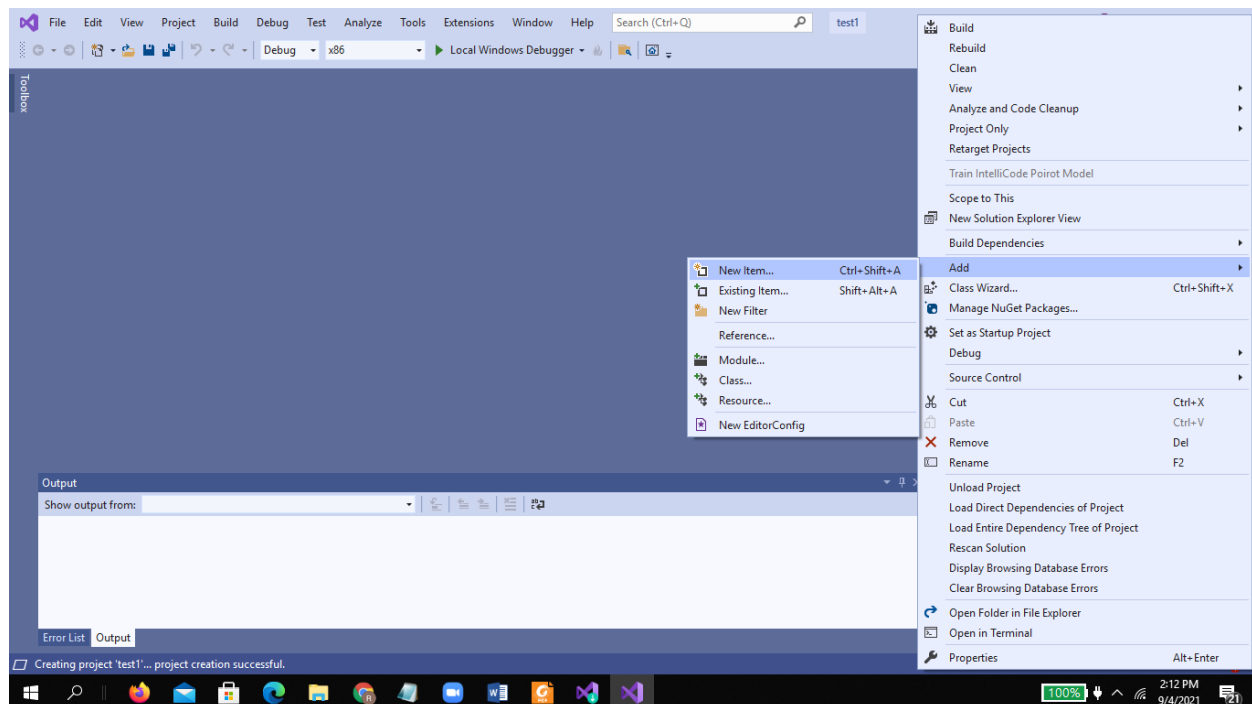 File Edit View Project Build Debug Test Analyze Tools Extensions Window Help Search (Ctrl+Q) test1
Debug x86 Local Windows Debugger
Toolbox
Build
Rebuild
Clean
View
Analyze and Code Cleanup
Project Only
Retarget Projects
Train IntelliCode Poirot Model
Scope to This
New Solution Explorer View
Build Dependencies
Add
Class Wizard... Ctrl+Shift+X
Manage NuGet Packages...
Set as Startup Project
Debug
Source Control
Cut Ctrl+X
Paste Ctrl+V
Remove Del
Rename F2
Unload Project
Load Direct Dependencies of Project
Load Entire Dependency Tree of Project
Rescan Solution
Display Browsing Database Errors
Clear Browsing Database Errors
Open Folder in File Explorer
Open in Terminal
Properties Alt+Enter
New Item... Ctrl+Shift+A
Existing Item... Shift+Alt+A
New Filter
Reference...
Module...
Class...
Resource...
New EditorConfig
Output
Show output from:
Error List Output
Creating project 'test1'... project creation successful.
100% 2:12 PM
9/4/2021 21